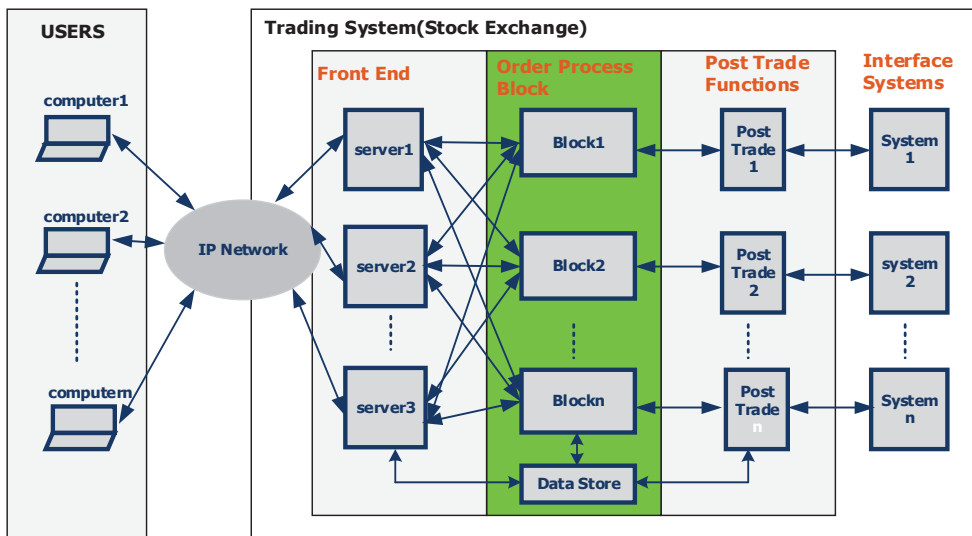 USERS
computer1
computer2
computern
IP Network
Trading System(Stock Exchange)
Front End
server1
server2
server3
Order Process
Block
Block1
Block2
Blockn
Data Store
Post Trade
Functions
Post
Trade
1
Post
Trade
2
Post
Trade
n
Interface
Systems
System
1
system
2
System
n